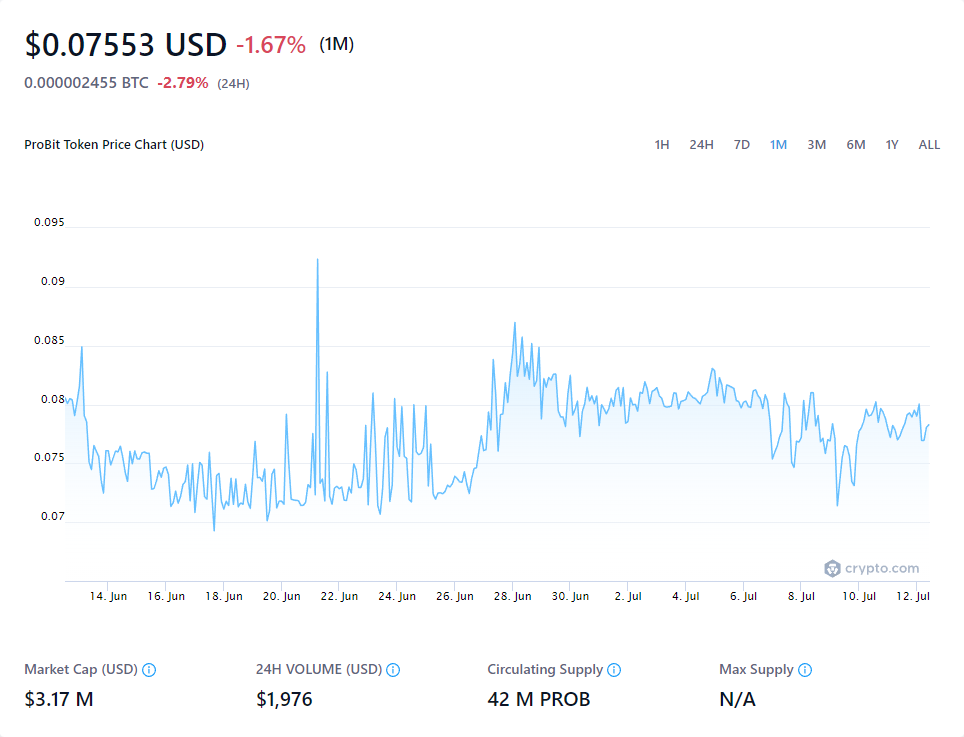 $0.07553 USD -1.67% (1M)
0.000002455 BTC -2.79% (24H)
ProBit Token Price Chart (USD) 1H 24H 7D 1M 3M 6M 1Y ALL
0.095
0.09
0.085
0.08
0.075
0.07
crypto.com
14. Jun 16. Jun 18. Jun 20. Jun 22. Jun 24. Jun 26. Jun 28. Jun 30. Jun 2. Jul 4. Jul 6. Jul 8. Jul 10. Jul 12. Jul
Market Cap (USD) 24H VOLUME (USD) Circulating Supply Max Supply
$3.17 M $1,976 42 M PROB N/A